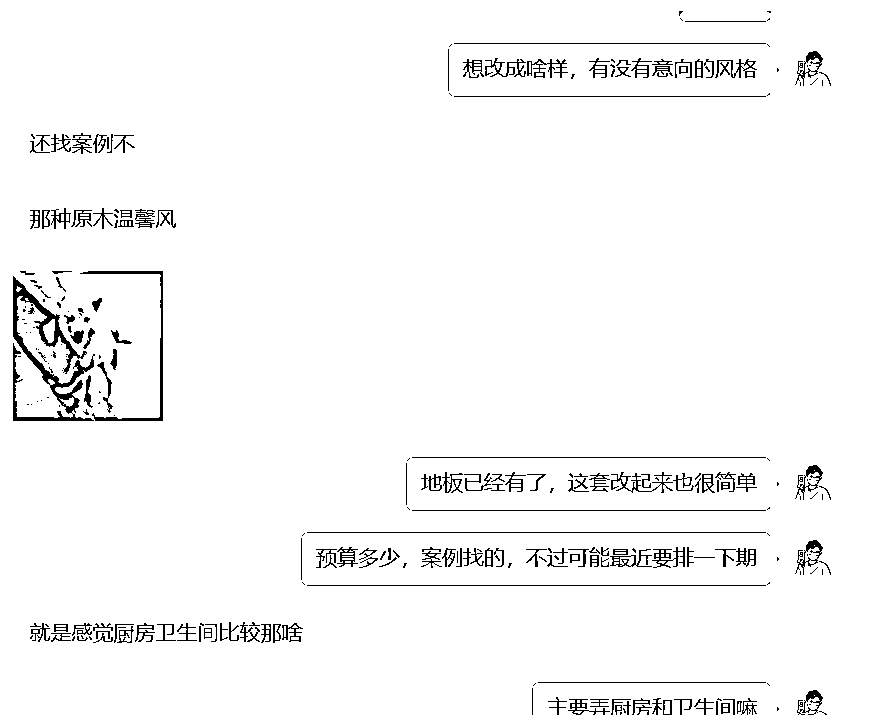 想改成啥样，有没有意向的风格
还找案例不
那种原木温馨风
地板已经有了，这套改起来也很简单
预算多少，案例找的，不过可能最近要排一下期
就是感觉厨房卫生间比较那啥
主要弄厨房和卫生间嘛